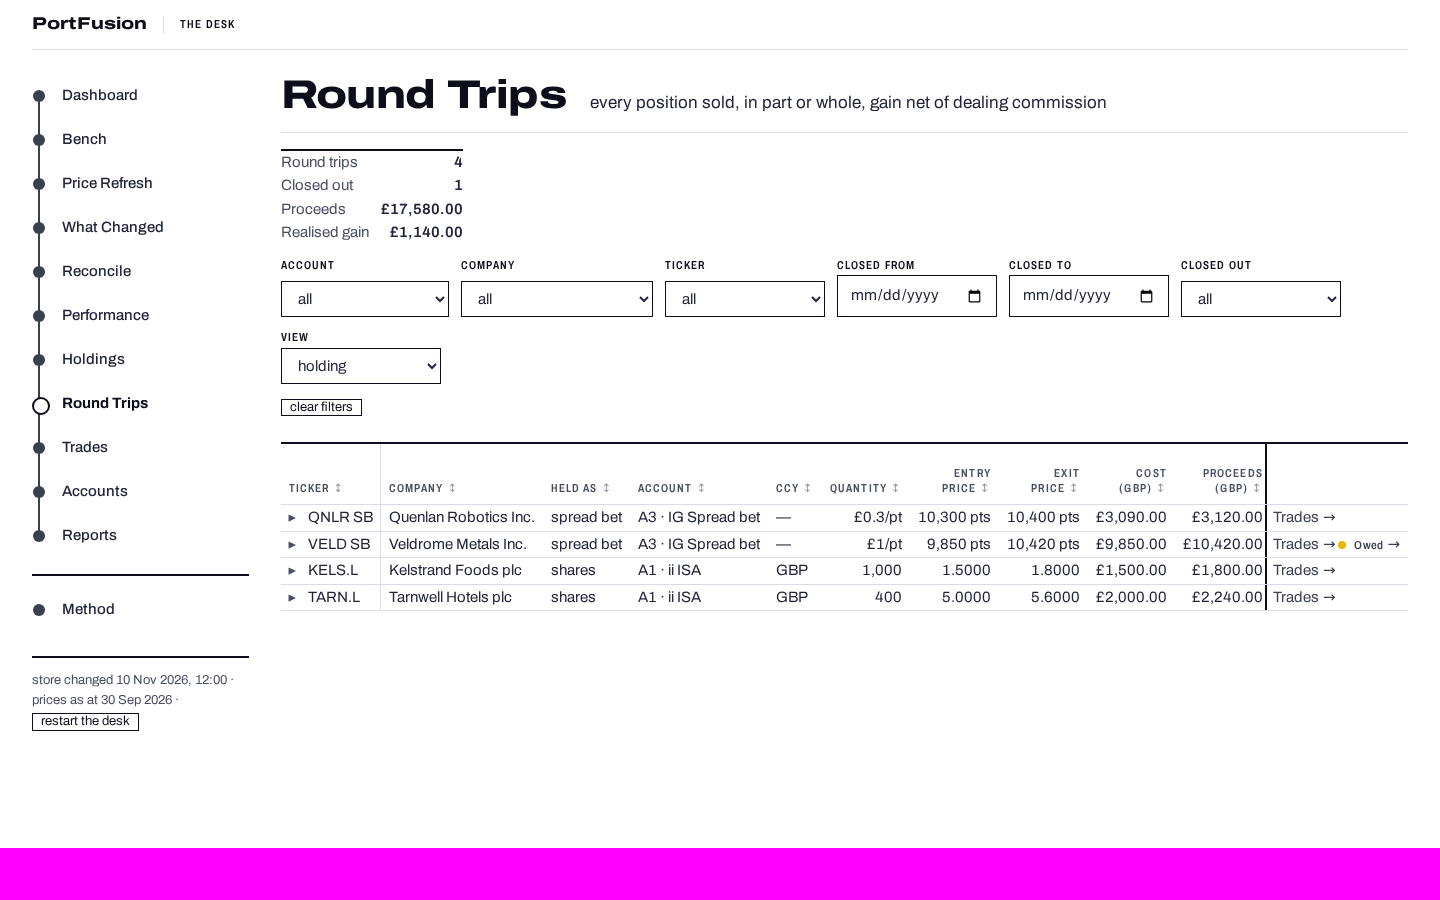 PortFusion THE DESK
Dashboard
Bench
Price Refresh
What Changed
Reconcile
Performance
Holdings
Round Trips
Trades
Accounts
Reports
Method
store changed 10 Nov 2026, 12:00 ·
prices as at 30 Sep 2026 ·
restart the desk
Round Trips every position sold, in part or whole, gain net of dealing commission
Round trips 4
Closed out 1
Proceeds £17,580.00
Realised gain £1,140.00
ACCOUNT COMPANY TICKER CLOSED FROM CLOSED TO CLOSED OUT
all all all mm/dd/yyyy mm/dd/yyyy all
VIEW
holding
clear filters
ENTRY EXIT COST PROCEEDS
TICKER ↕ COMPANY ↕ HELD AS ↕ ACCOUNT ↕ CCY ↕ QUANTITY ↕ PRICE ↕ PRICE ↕ (GBP) ↕ (GBP) ↕
▸ QNLR SB Quenlan Robotics Inc. spread bet A3 · IG Spread bet — £0.3/pt 10,300 pts 10,400 pts £3,090.00 £3,120.00 Trades →
▸ VELD SB Veldrome Metals Inc. spread bet A3 · IG Spread bet — £1/pt 9,850 pts 10,420 pts £9,850.00 £10,420.00 Trades → Owed →
▸ KELS.L Kelstrand Foods plc shares A1 · ii ISA GBP 1,000 1.5000 1.8000 £1,500.00 £1,800.00 Trades →
▸ TARN.L Tarnwell Hotels plc shares A1 · ii ISA GBP 400 5.0000 5.6000 £2,000.00 £2,240.00 Trades →